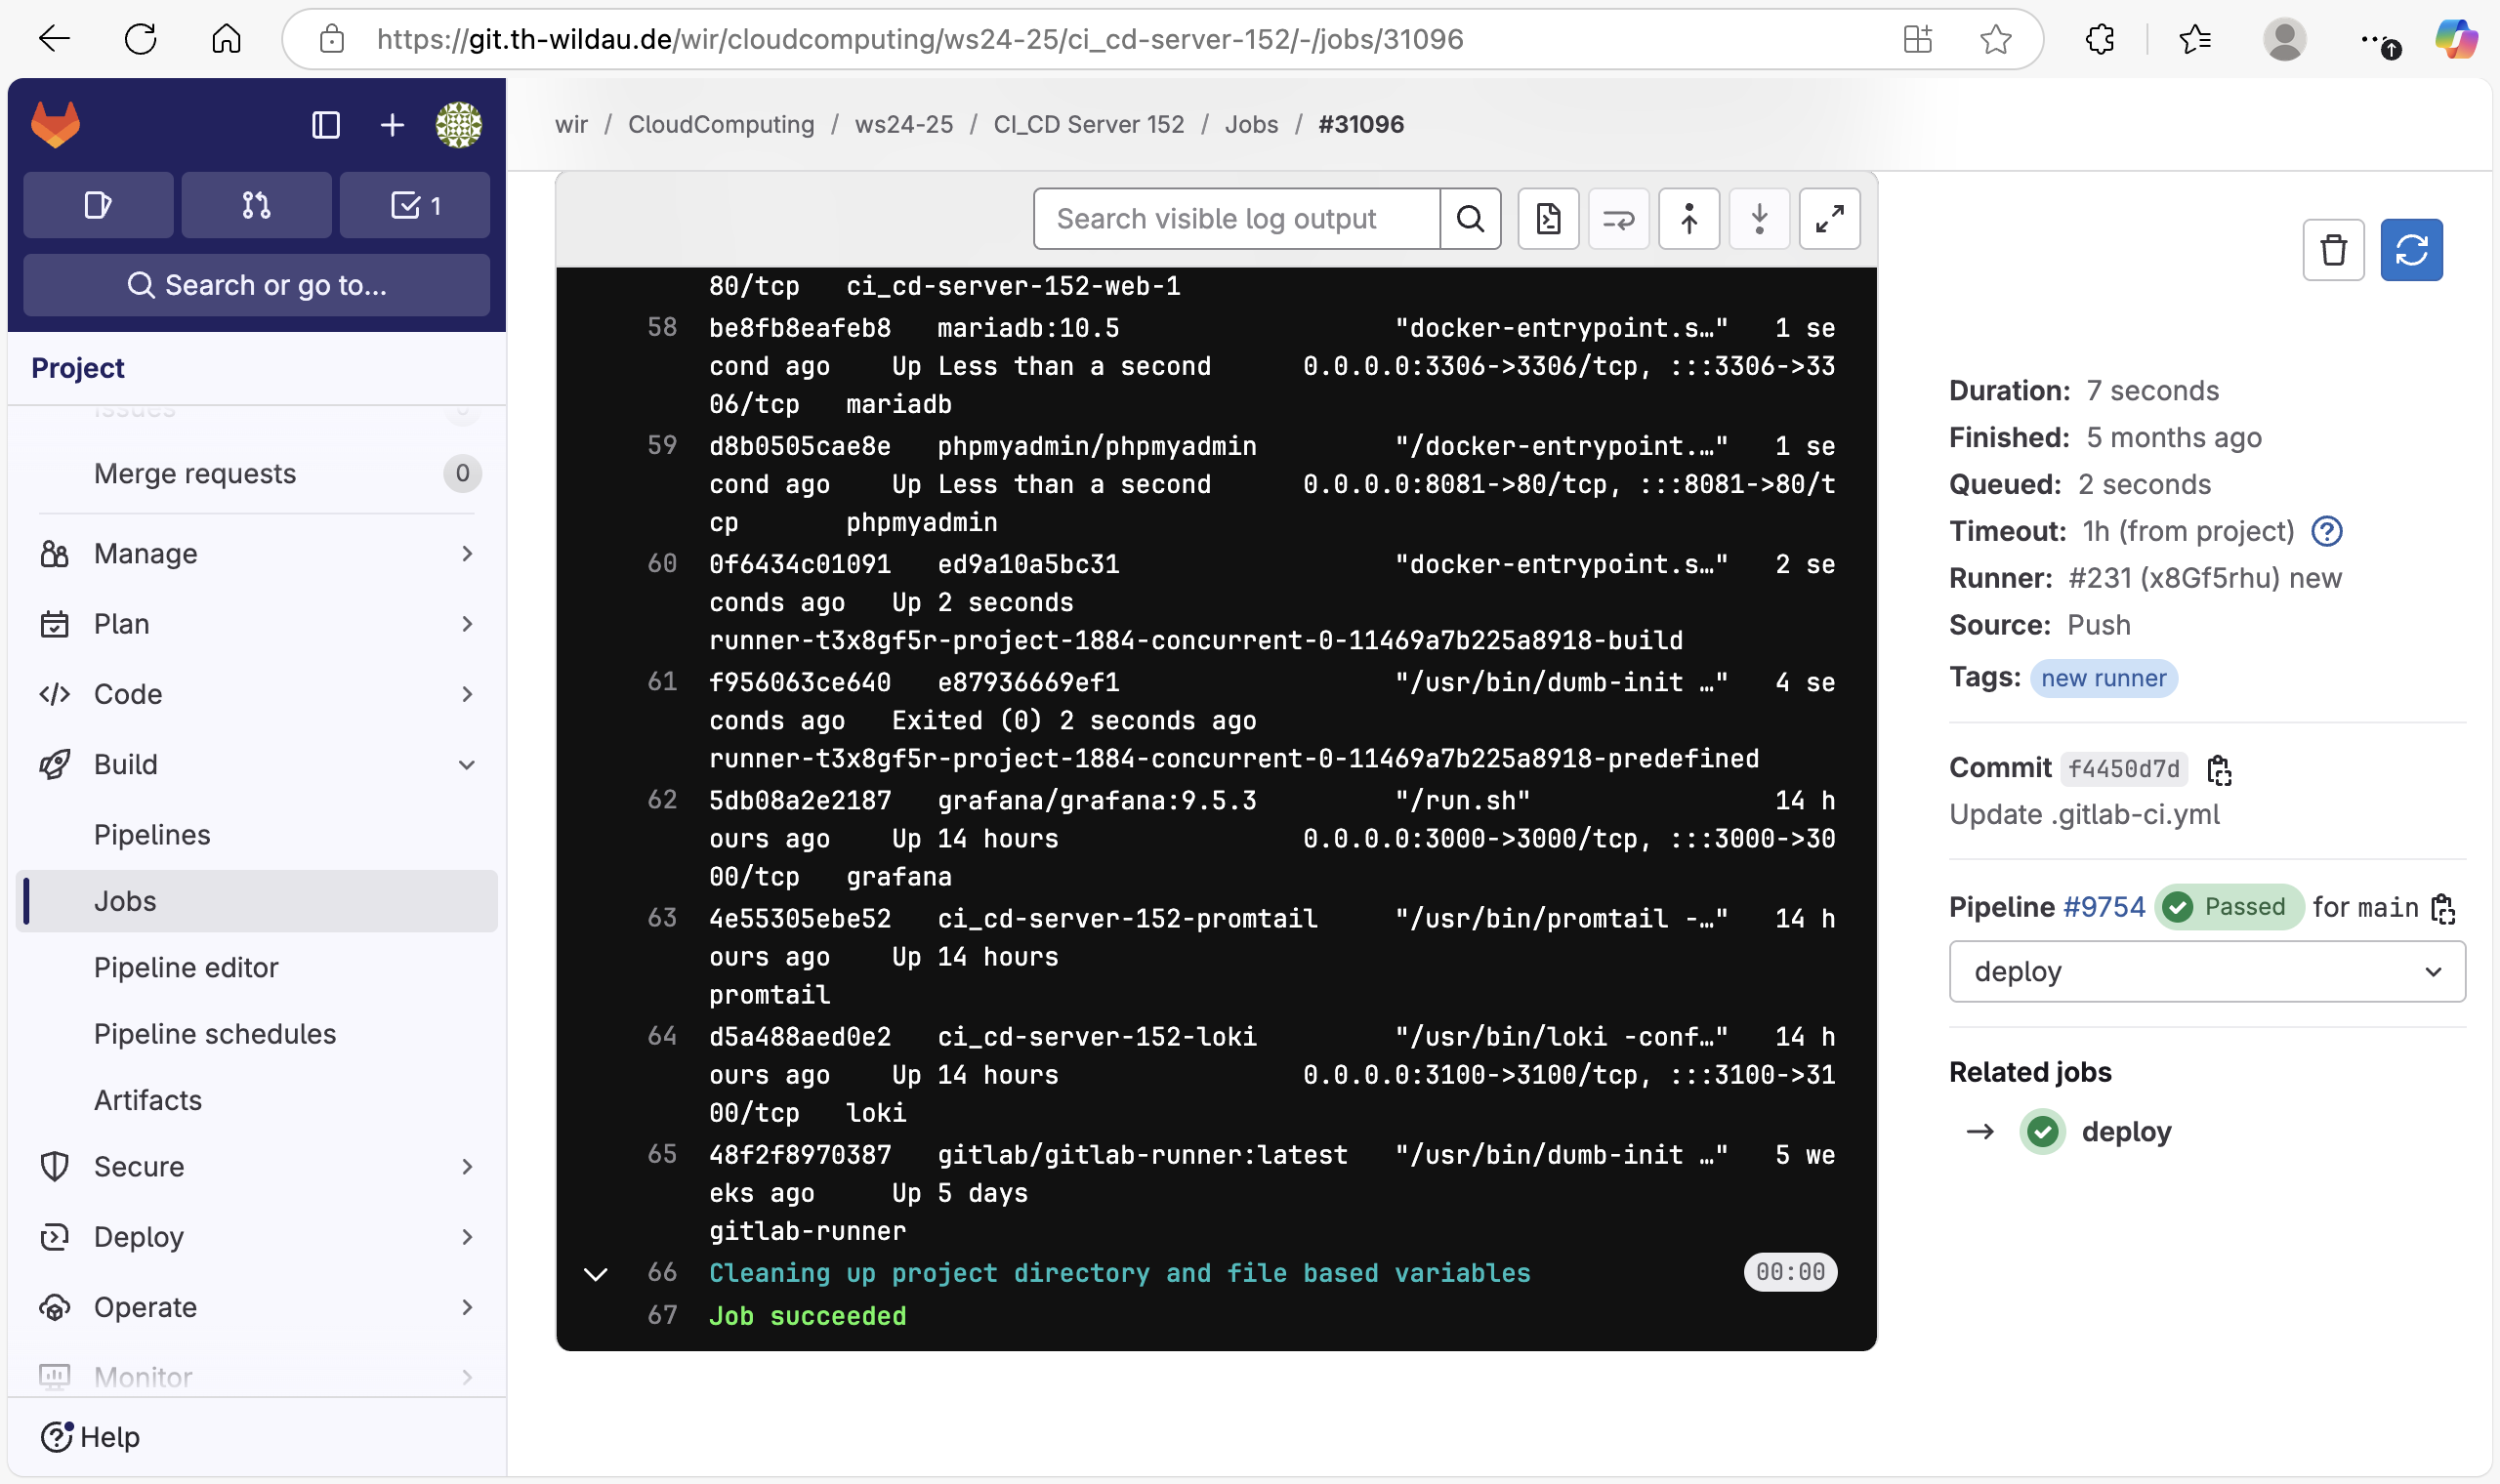 https://git.th-wildau.de/wir/cloudcomputing/ws24-25/ci_cd-server-152/-/jobs/31096
1
Search or go to...
Project
Issues 0
Merge requests 0
Manage
Plan
Code
Build
Pipelines
Jobs
Pipeline editor
Pipeline schedules
Artifacts
Secure
Deploy
Operate
Monitor
Help
wir / CloudComputing / ws24-25 / CI_CD Server 152 / Jobs / #31096
Search visible log output
80/tcp ci_cd-server-152-web-1
58 be8fb8eafeb8 mariadb:10.5 "docker-entrypoint.s…" 1 se
cond ago Up Less than a second 0.0.0.0:3306->3306/tcp, :::3306->33
06/tcp mariadb
59 d8b0505cae8e phpmyadmin/phpmyadmin "/docker-entrypoint.…" 1 se
cond ago Up Less than a second 0.0.0.0:8081->80/tcp, :::8081->80/t
cp phpmyadmin
60 0f6434c01091 ed9a10a5bc31 "docker-entrypoint.s…" 2 se
conds ago Up 2 seconds
runner-t3x8gf5r-project-1884-concurrent-0-11469a7b225a8918-build
61 f956063ce640 e87936669ef1 "/usr/bin/dumb-init …" 4 se
conds ago Exited (0) 2 seconds ago
runner-t3x8gf5r-project-1884-concurrent-0-11469a7b225a8918-predefined
62 5db08a2e2187 grafana/grafana:9.5.3 "/run.sh" 14 h
ours ago Up 14 hours 0.0.0.0:3000->3000/tcp, :::3000->30
00/tcp grafana
63 4e55305ebe52 ci_cd-server-152-promtail "/usr/bin/promtail -…" 14 h
ours ago Up 14 hours
promtail
64 d5a488aed0e2 ci_cd-server-152-loki "/usr/bin/loki -conf…" 14 h
ours ago Up 14 hours 0.0.0.0:3100->3100/tcp, :::3100->31
00/tcp loki
65 48f2f8970387 gitlab/gitlab-runner:latest "/usr/bin/dumb-init …" 5 we
eks ago Up 5 days
gitlab-runner
66 Cleaning up project directory and file based variables 00:00
67 Job succeeded
Duration: 7 seconds
Finished: 5 months ago
Queued: 2 seconds
Timeout: 1h (from project)
Runner: #231 (x8Gf5rhu) new
Source: Push
Tags: new runner
Commit f4450d7d
Update .gitlab-ci.yml
Pipeline #9754 Passed for main
deploy
Related jobs
deploy